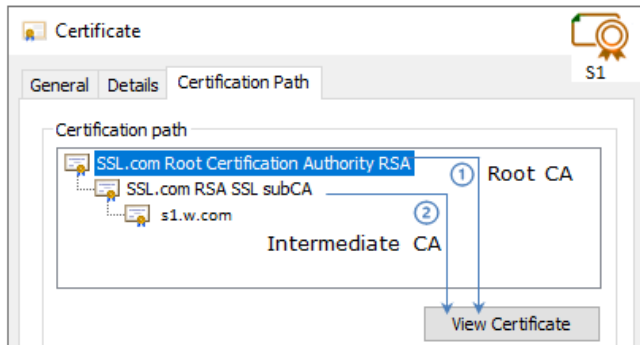 Certificate
S1
General Details Certification Path
Certification path
SSL.com Root Certification Authority RSA
① Root CA
SSL.com RSA SSL subCA
②
s1.w.com
Intermediate CA
View Certificate